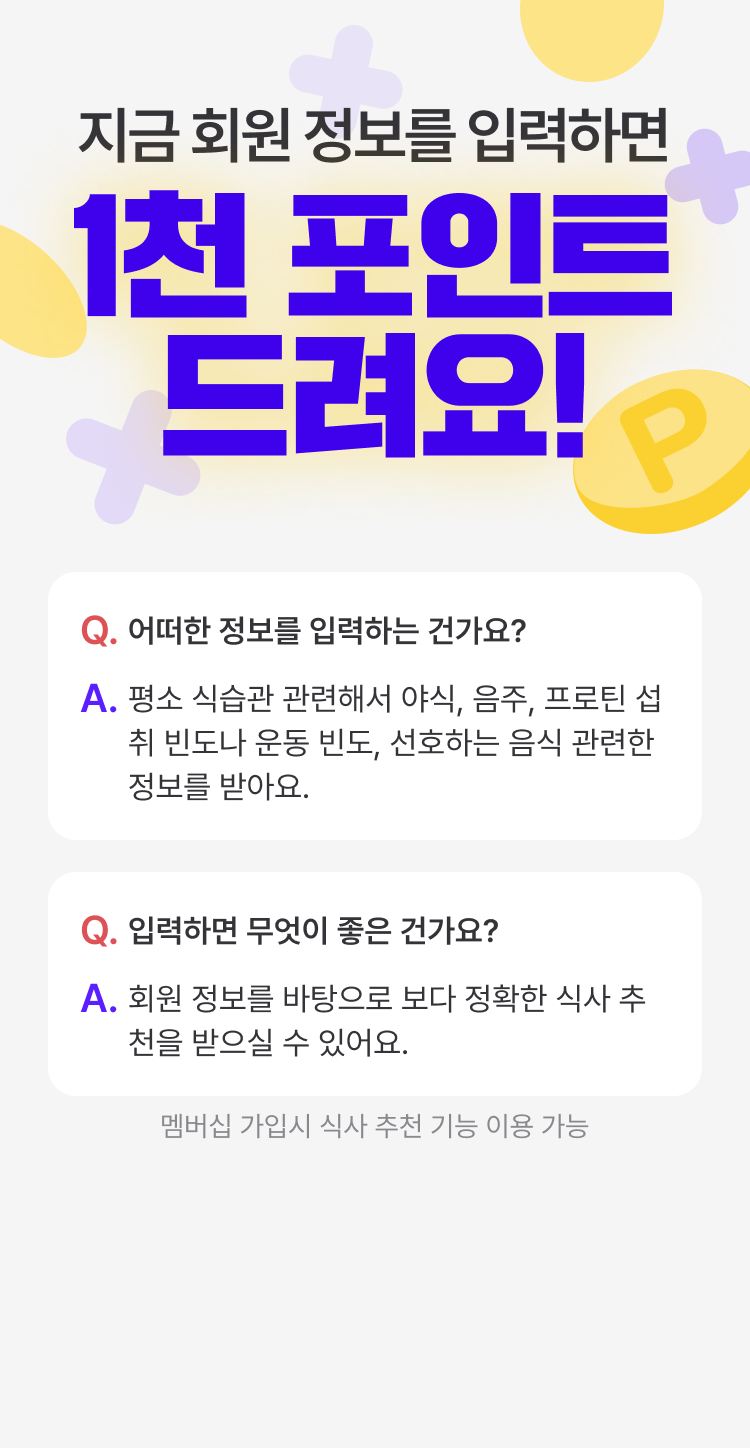 지금 회원 정보를 입력하면
1천 포인트
드려요!
P
Q. 어떠한 정보를 입력하는 건가요?
A. 평소 식습관 관련해서 야식, 음주, 프로틴 섭
취 빈도나 운동 빈도, 선호하는 음식 관련한
정보를 받아요.
Q. 입력하면 무엇이 좋은 건가요?
A. 회원 정보를 바탕으로 보다 정확한 식사 추
천을 받으실 수 있어요.
멤버십 가입시 식사 추천 기능 이용 가능